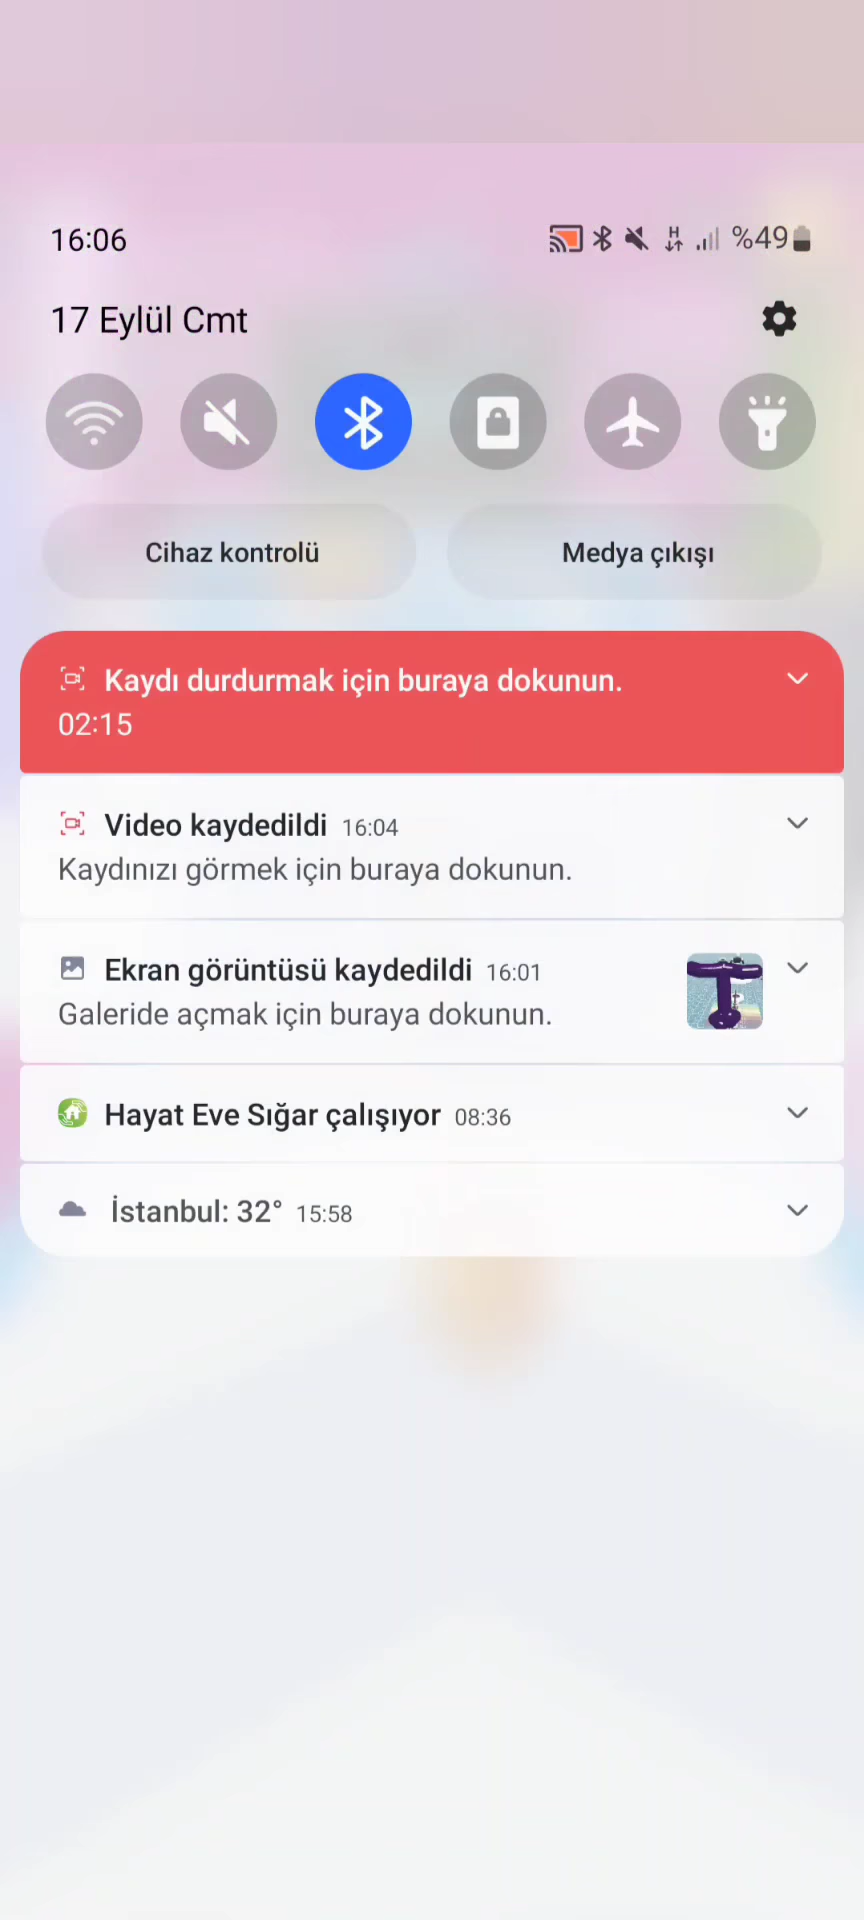 16:06
H
%49
17 Eylül Cmt
Cihaz kontrolü
Medya çıkışı
Kaydı durdurmak için buraya dokunun.
02:15
Video kaydedildi 16:04
Kaydınızı görmek için buraya dokunun.
Ekran görüntüsü kaydedildi 16:01
Galeride açmak için buraya dokunun.
Hayat Eve Sığar çalışıyor 08:36
İstanbul: 32° 15:58